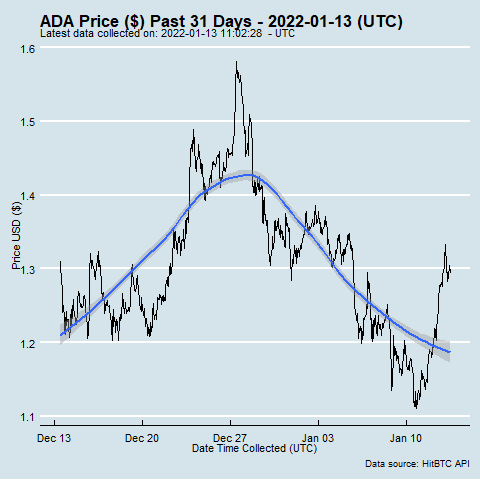 ADA Price ($) Past 31 Days - 2022-01-13 (UTC)
Latest data collected on: 2022-01-13 11:02:28 - UTC
1.6
1.5
1.4
1.3
1.2
1.1
Price USD ($)
Dec 13 Dec 20 Dec 27 Jan 03 Jan 10
Date Time Collected (UTC)
Data source: HitBTC API